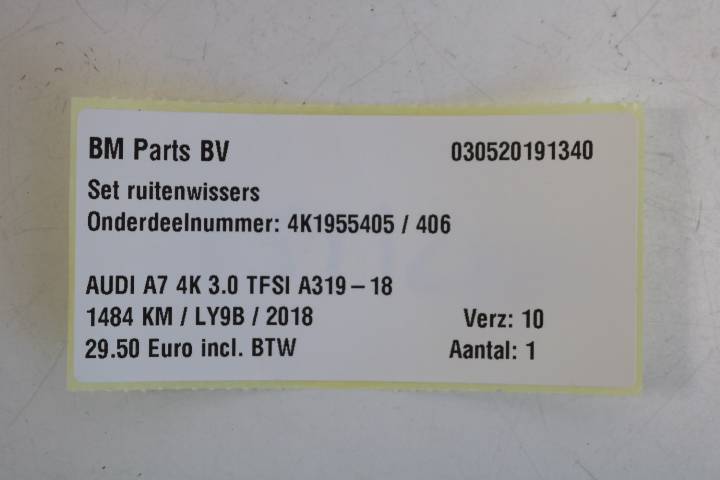 BM Parts BV 030520191340
Set ruitenwissers
Onderdeelnummer: 4K1955405 / 406
AUDI A7 4K 3.0 TFSI A319-18
1484 KM / LY9B / 2018 Verz: 10
29.50 Euro incl. BTW Aantal: 1